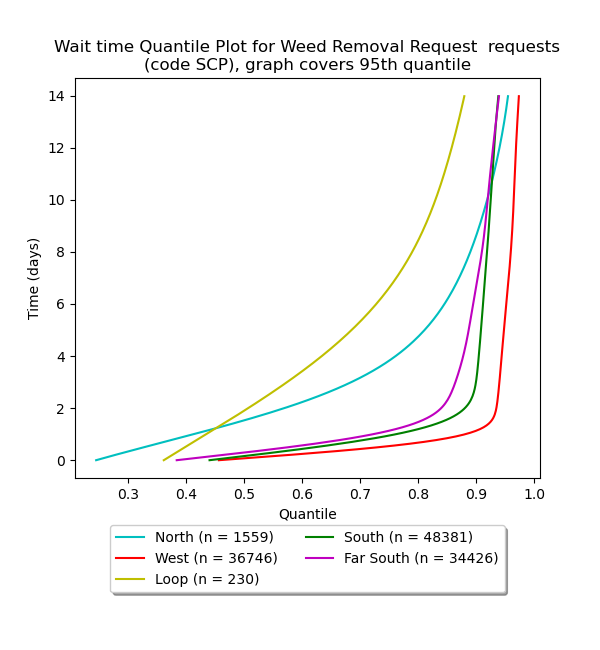 Wait time Quantile Plot for Weed Removal Request  requests
(code SCP), graph covers 95th quantile
14
12
10
8
6
4
2
0
Time (days)
0.3 0.4 0.5 0.6 0.7 0.8 0.9 1.0
Quantile
North (n = 1559)
West (n = 36746)
Loop (n = 230)
South (n = 48381)
Far South (n = 34426)